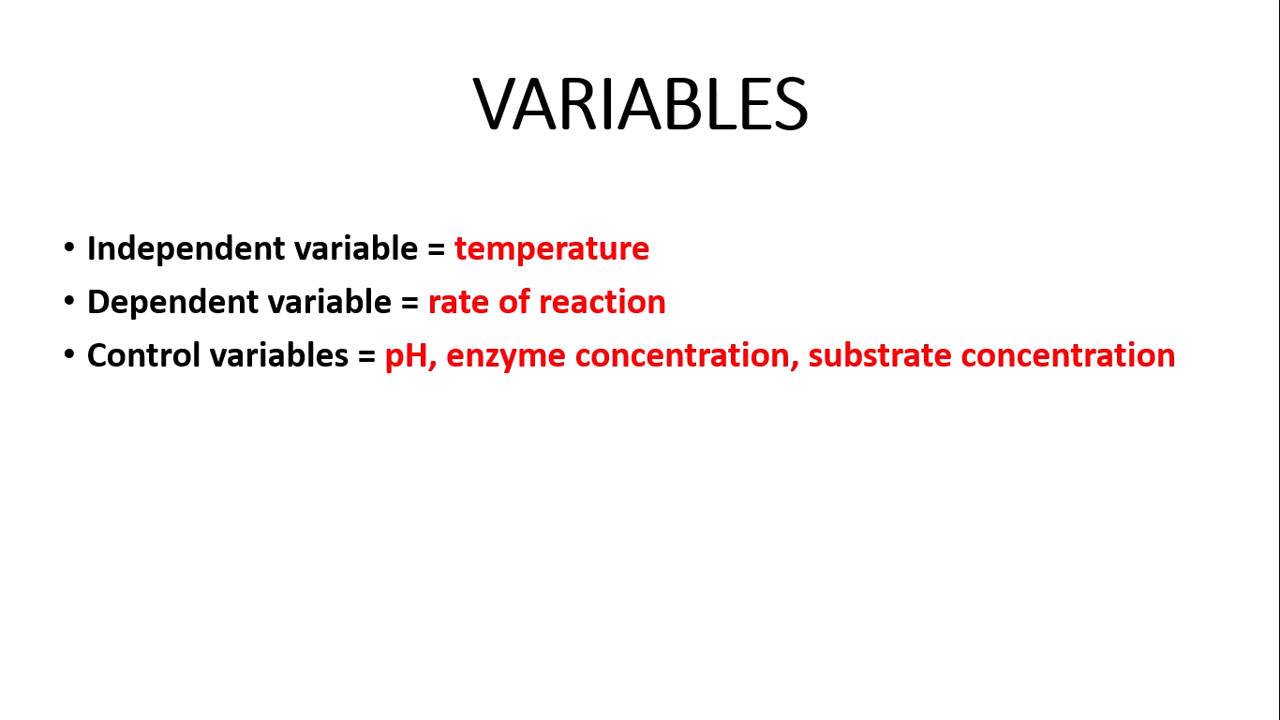 VARIABLES
• Independent variable = temperature
• Dependent variable = rate of reaction
• Control variables = pH, enzyme concentration, substrate concentration